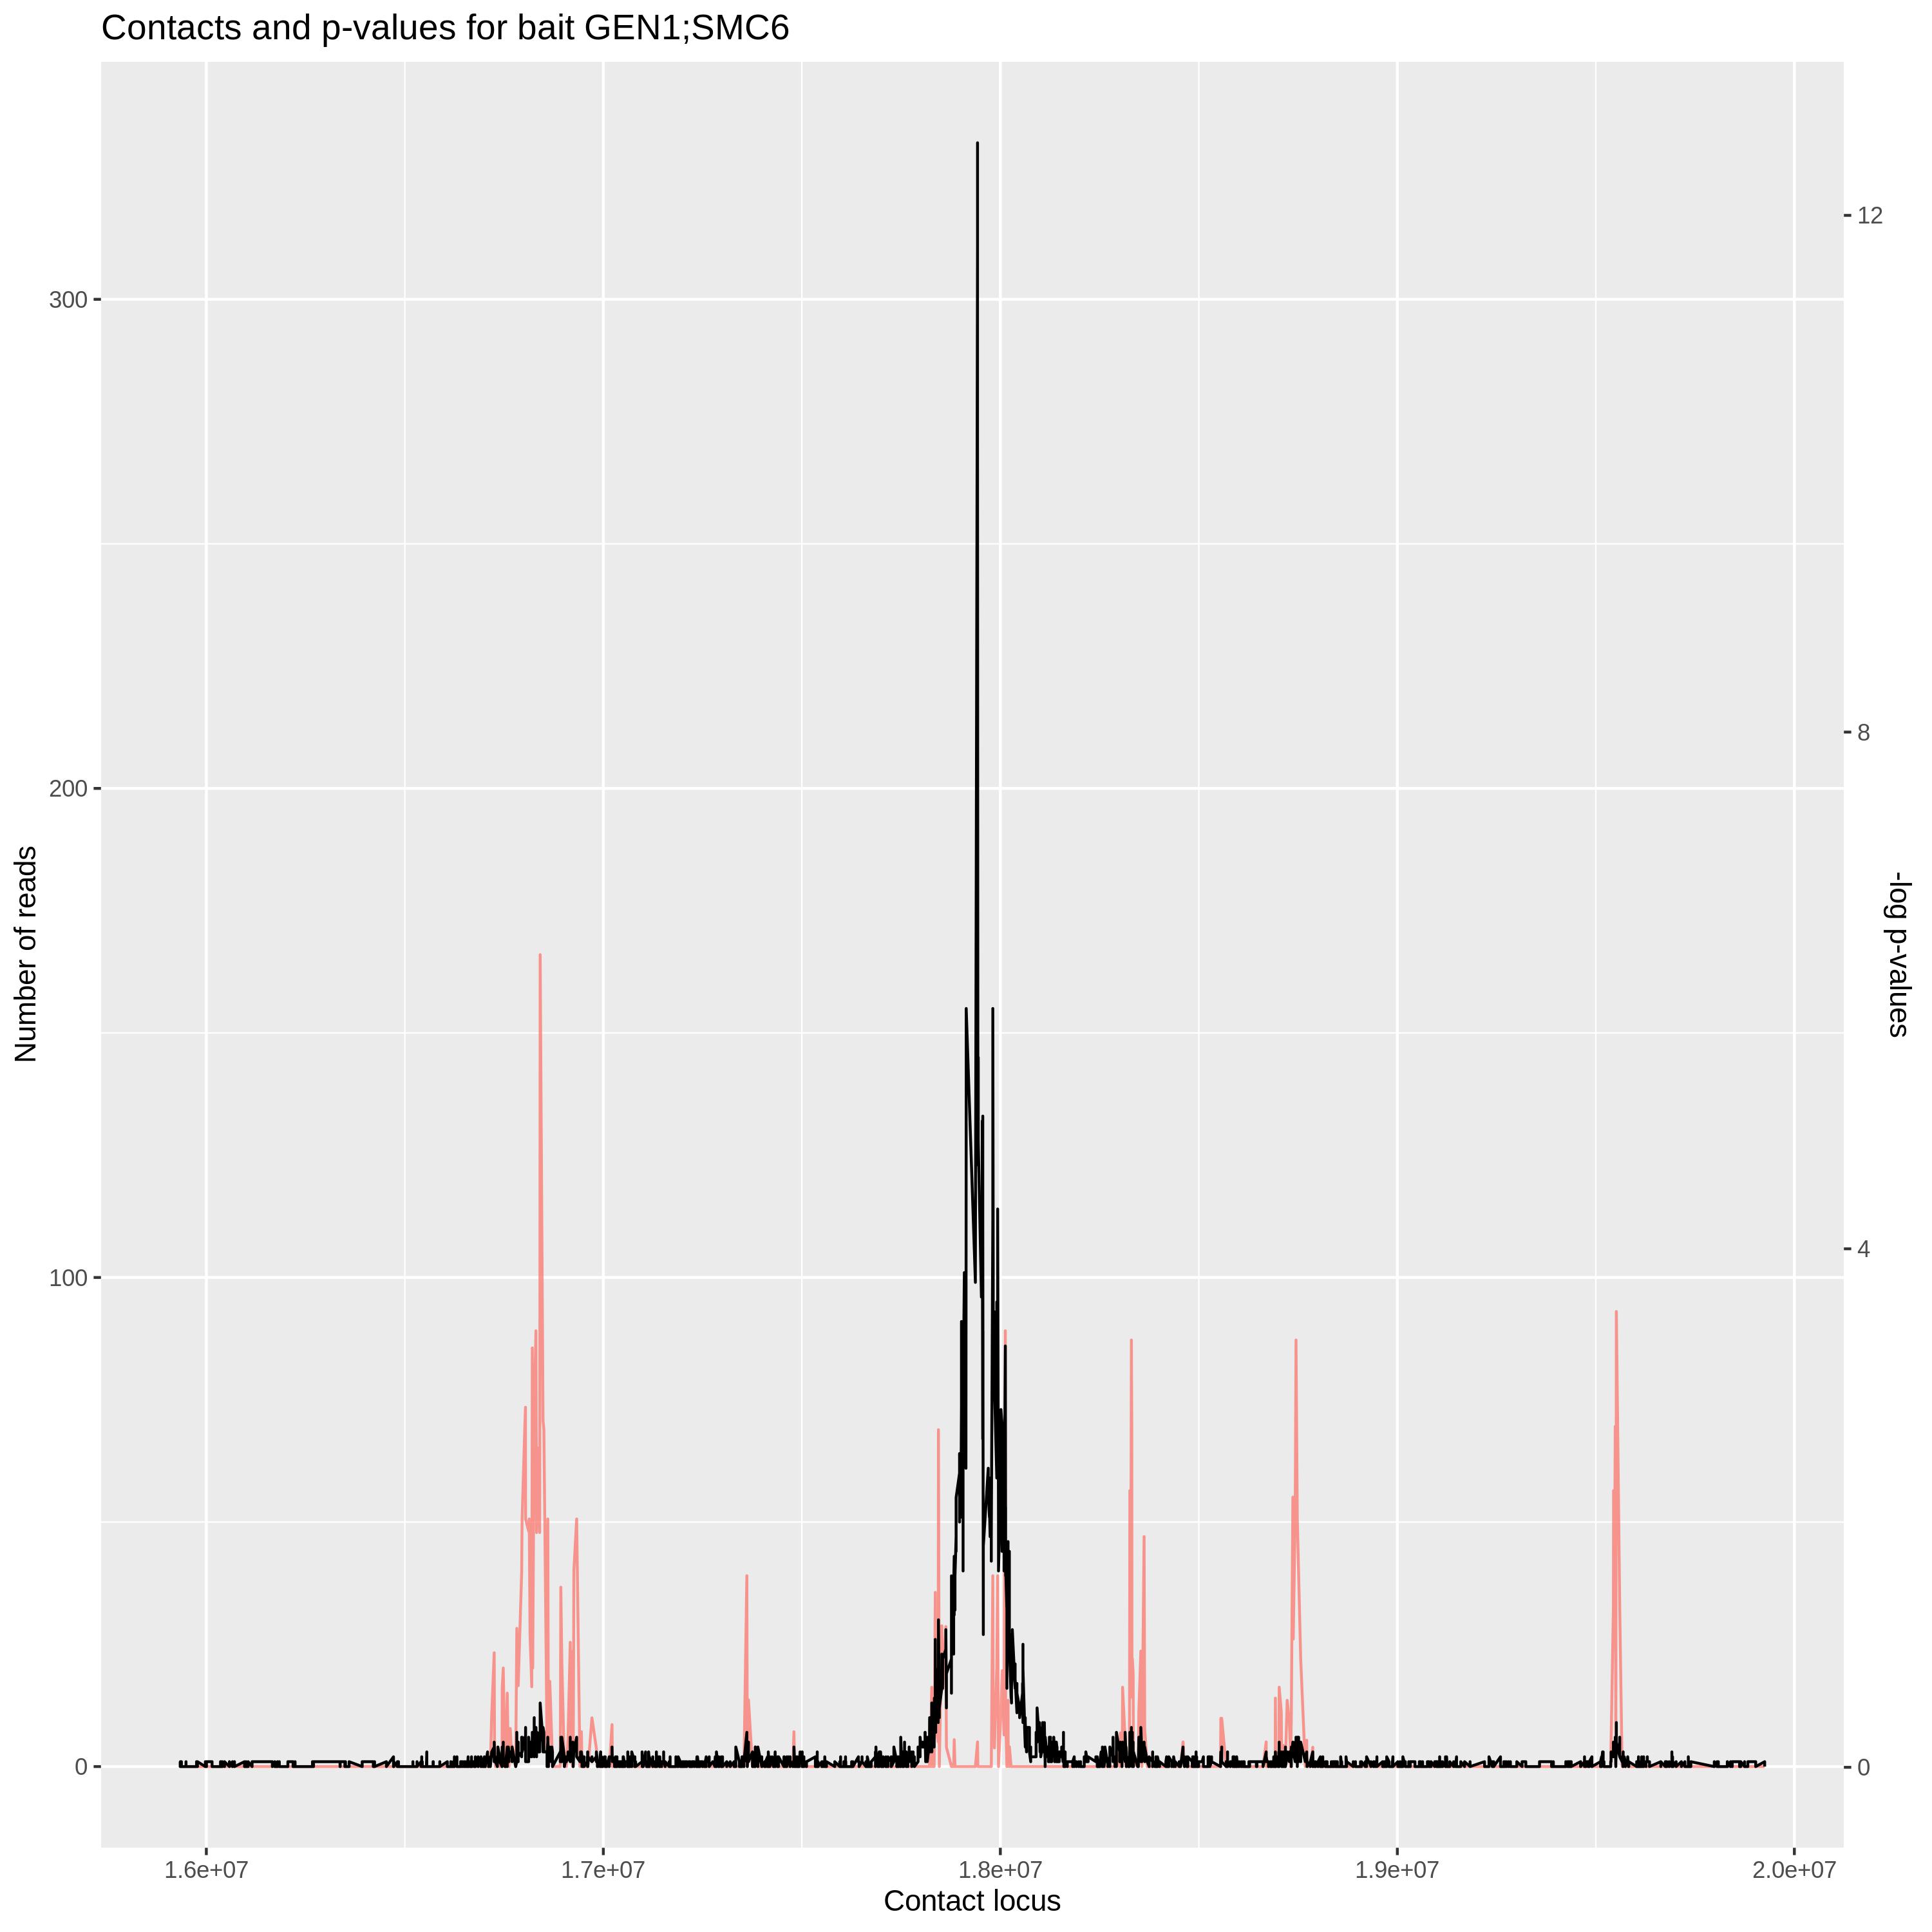 Contacts and p-values for bait GEN1;SMC6
300
200
100
0
Number of reads
12
8
4
0
-log p-values
1.6e+07 1.7e+07 1.8e+07 1.9e+07 2.0e+07
Contact locus